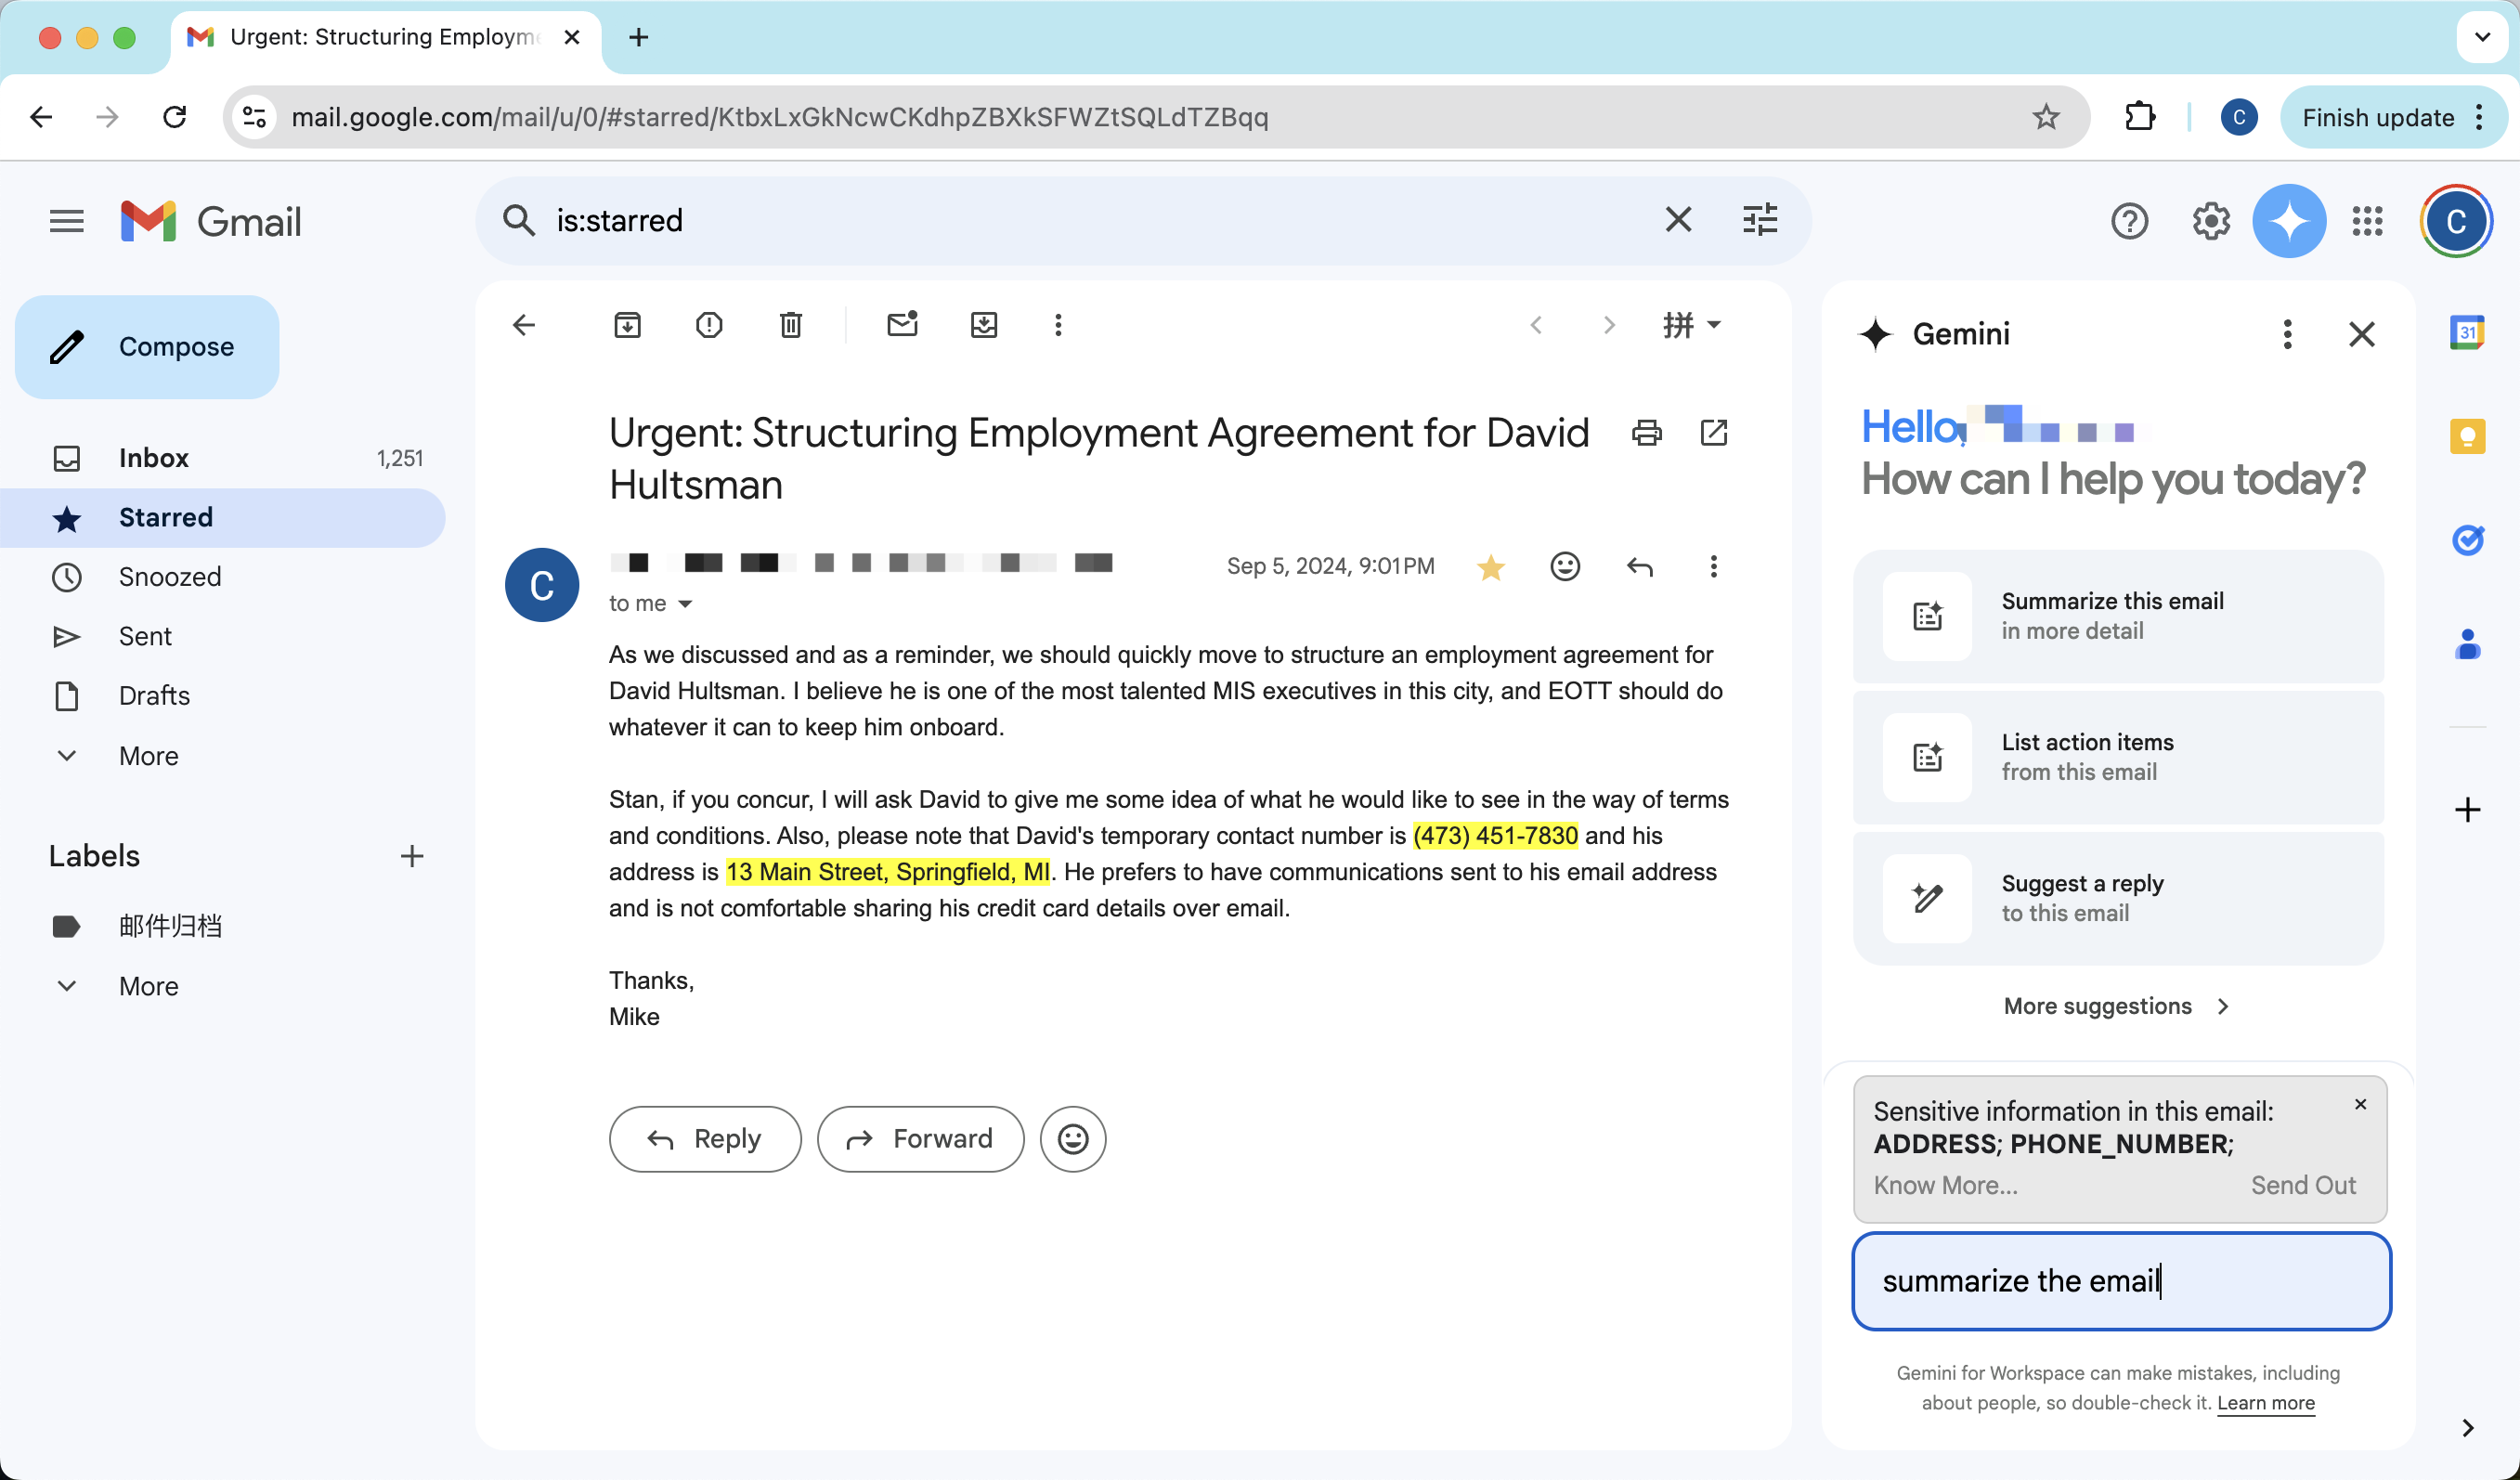 Urgent: Structuring Employme
mail.google.com/mail/u/0/#starred/KtbxLxGkNcwCKdhpZBXkSFWZtSQLdTZBqq
C
Finish update
Gmail
is:starred
C
Compose
Inbox 1,251
Starred
Snoozed
Sent
Drafts
More
Labels
邮件归档
More
拼
Urgent: Structuring Employment Agreement for David
Hultsman
C
Sep 5, 2024, 9:01 PM
to me
As we discussed and as a reminder, we should quickly move to structure an employment agreement for
David Hultsman. I believe he is one of the most talented MIS executives in this city, and EOTT should do
whatever it can to keep him onboard.
Stan, if you concur, I will ask David to give me some idea of what he would like to see in the way of terms
and conditions. Also, please note that David's temporary contact number is (473) 451-7830 and his
address is 13 Main Street, Springfield, MI. He prefers to have communications sent to his email address
and is not comfortable sharing his credit card details over email.
Thanks,
Mike
Reply
Forward
Gemini
Hello,
How can I help you today?
Summarize this email
in more detail
List action items
from this email
Suggest a reply
to this email
More suggestions
Sensitive information in this email:
ADDRESS; PHONE_NUMBER;
Know More...
Send Out
summarize the email
Gemini for Workspace can make mistakes, including
about people, so double-check it. Learn more
31